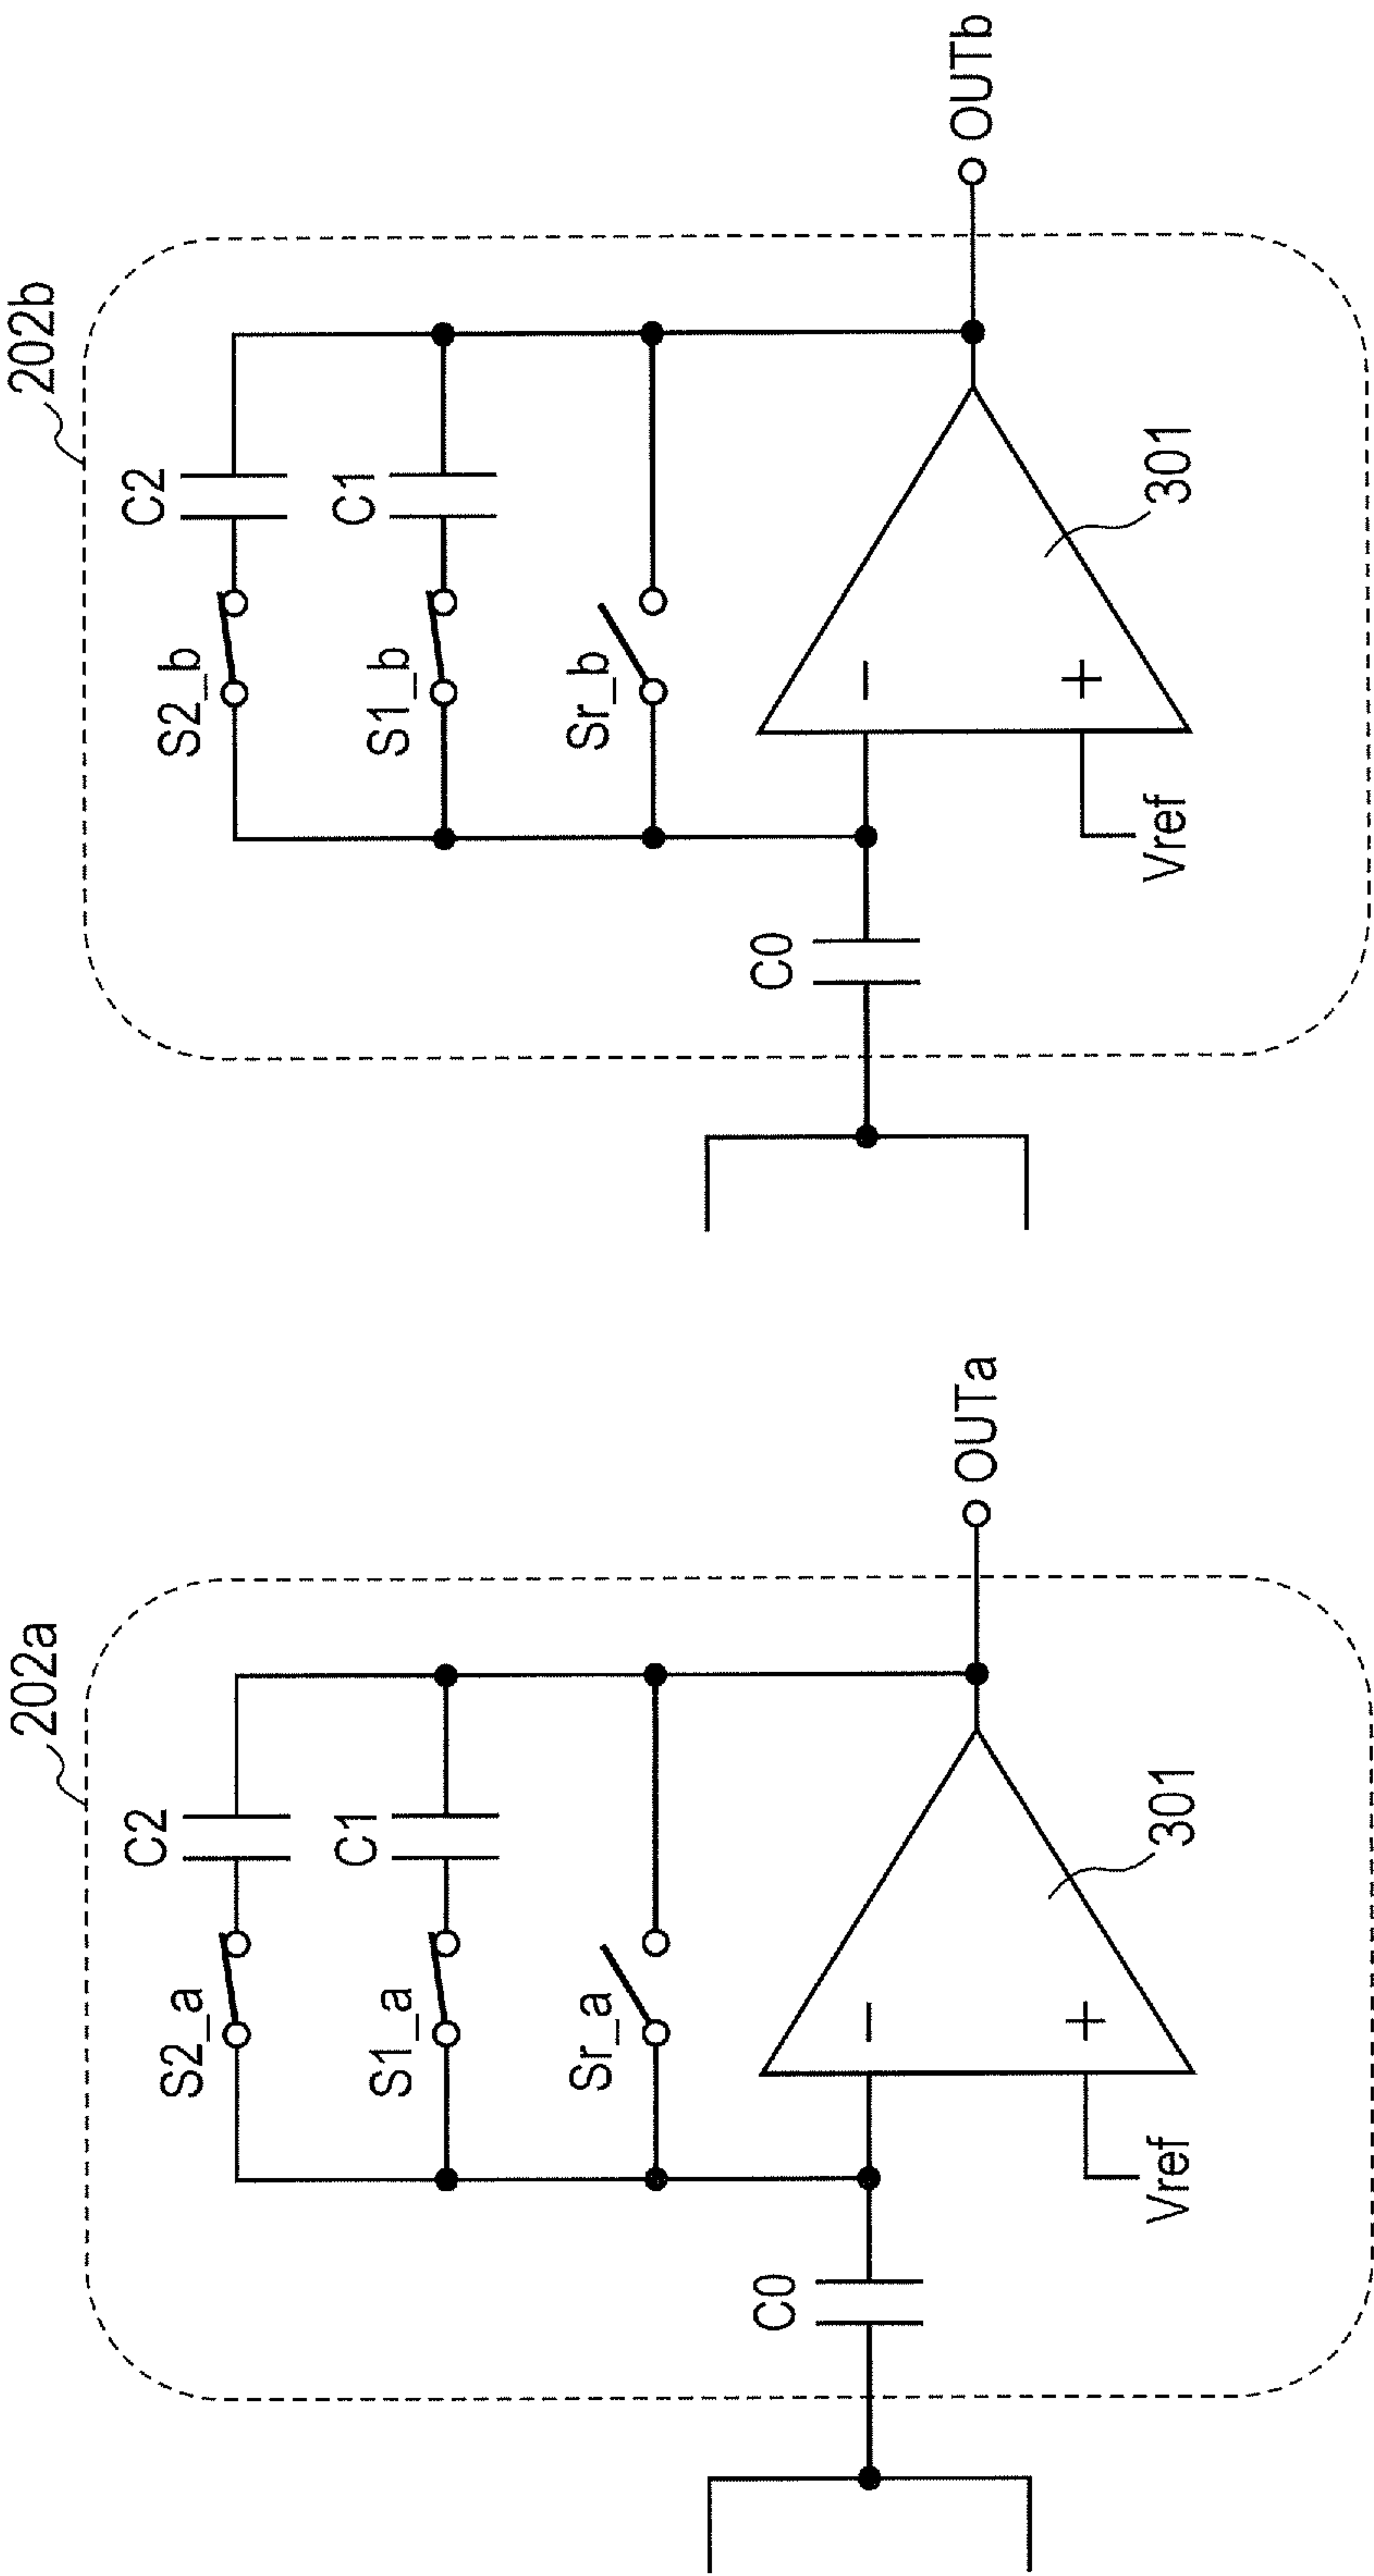 202a
C2
S2_a
C1
S1_a
Sr_a
C0
−
+
Vref
301
OUTa
202b
C2
S2_b
C1
S1_b
Sr_b
C0
−
+
Vref
301
OUTb